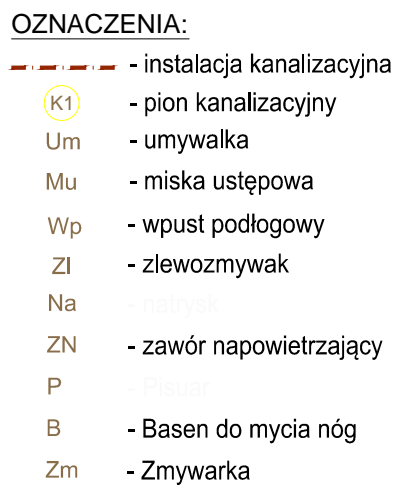 OZNACZENIA:
- instalacja kanalizacyjna
K1 - pion kanalizacyjny
Um - umywalka
Mu - miska ustępowa
Wp - wpust podłogowy
Zl - zlewozmywak
Na - natrysk
ZN - zawór napowietrzający
P - Pisuar
B - Basen do mycia nóg
Zm - Zmywarka